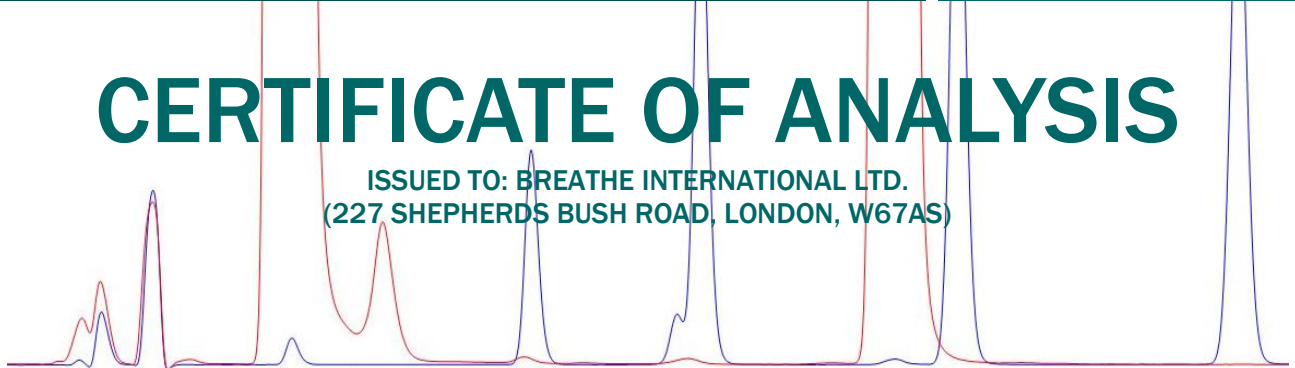 CERTIFICATE OF ANALYSIS
ISSUED TO: BREATHE INTERNATIONAL LTD.
(227 SHEPHERDS BUSH ROAD, LONDON, W67AS)